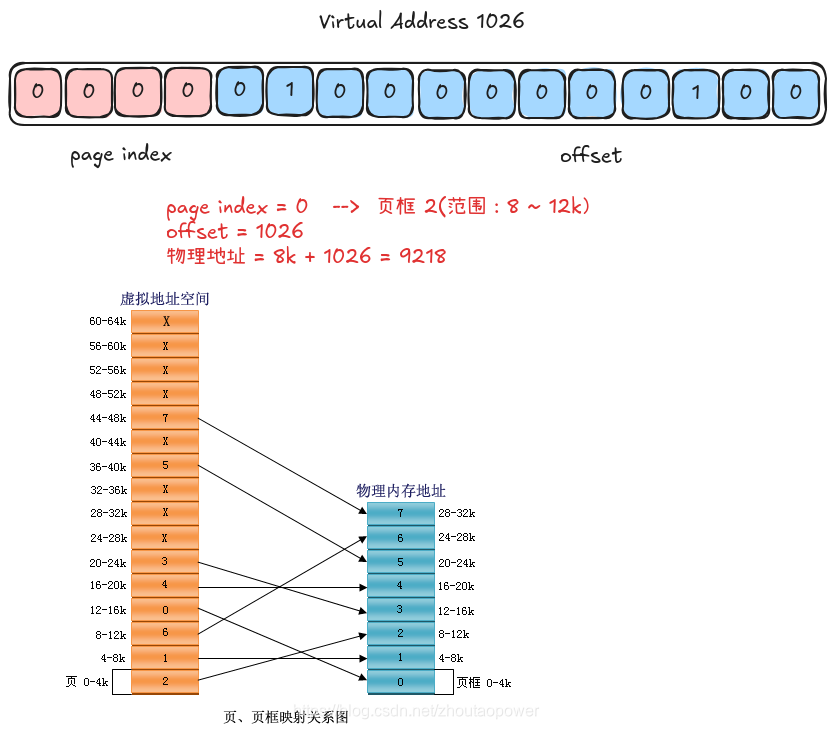 Virtual Address 1026
0 0 0 0 0 1 0 0 0 0 0 0 0 1 0 0
page index offset
page index = 0 --> 页框 2(范围：8 ~ 12k)
offset = 1026
物理地址 = 8k + 1026 = 9218
虚拟地址空间
60-64k X
56-60k X
52-56k X
48-52k X
44-48k 7
40-44k X
36-40k 5
32-36k X
28-32k X
24-28k X
20-24k 3
16-20k 4
12-16k 0
8-12k 6
4-8k 1
页 0-4k 2
物理内存地址
7 28-32k
6 24-28k
5 20-24k
4 16-20k
3 12-16k
2 8-12k
1 4-8k
0 页框 0-4k
https://blog.csdn.net/zhoutaopower
页、页框映射关系图